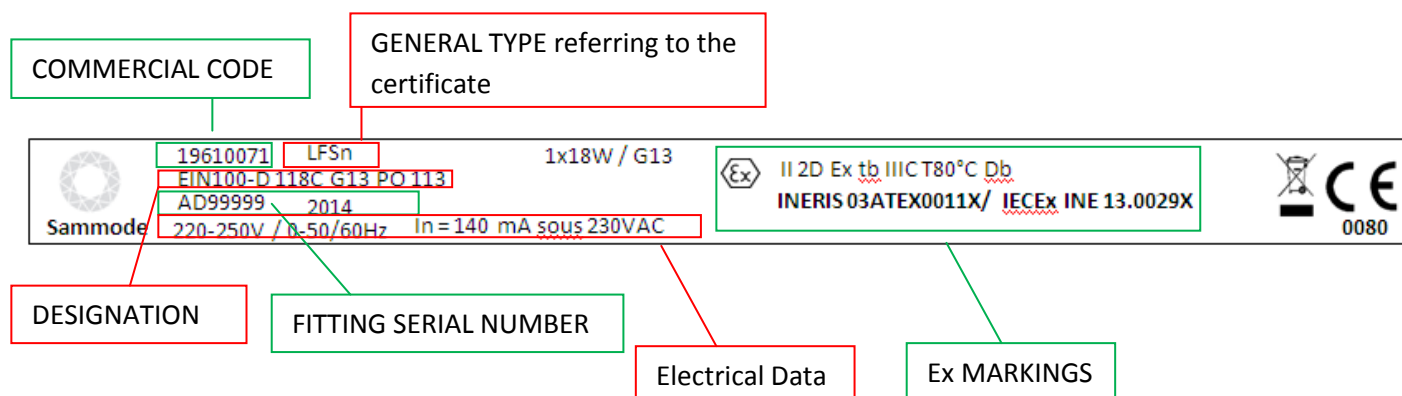 GENERAL TYPE referring to the
certificate
COMMERCIAL CODE
19610071 LFSn 1x18W / G13
EIN100-D 118C G13 PO 113
AD99999 2014
220-250V / 0-50/60Hz In = 140 mA sous 230VAC
Sammode
Ex II 2D Ex tb IIIC T80°C Db
INERIS 03ATEX0011X/ IECEx INE 13.0029X
CE
0080
DESIGNATION
FITTING SERIAL NUMBER
Electrical Data
Ex MARKINGS